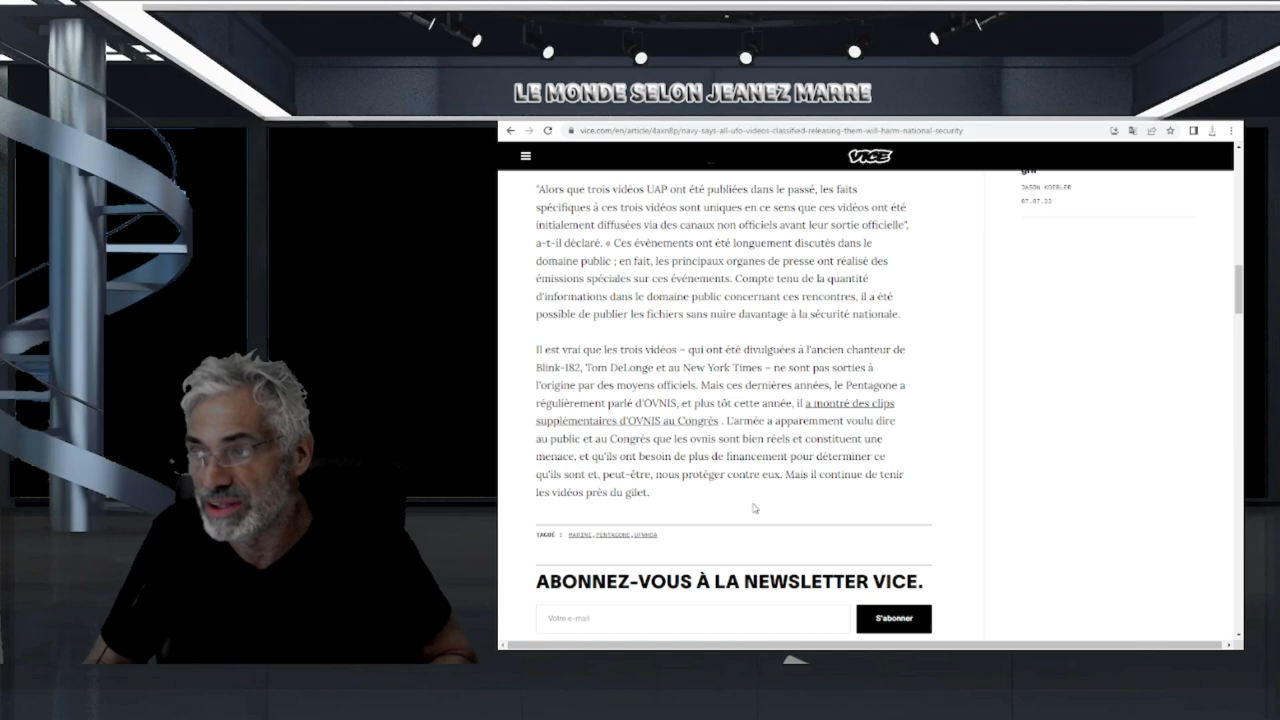 LE MONDE SELON JEANEZ MARRE
vice.com/en/article/4axn8p/navy-says-all-ufo-videos-classified-releasing-them-will-harm-national-security
VICE
"Alors que trois vidéos UAP ont été publiées dans le passé, les faits
spécifiques à ces trois vidéos sont uniques en ce sens que ces vidéos ont été
initialement diffusées via des canaux non officiels avant leur sortie officielle",
a-t-il déclaré. « Ces événements ont été longuement discutés dans le
domaine public ; en fait, les principaux organes de presse ont réalisé des
émissions spéciales sur ces événements. Compte tenu de la quantité
d'informations dans le domaine public concernant ces rencontres, il a été
possible de publier les fichiers sans nuire davantage à la sécurité nationale.
Il est vrai que les trois vidéos – qui ont été divulguées à l'ancien chanteur de
Blink-182, Tom DeLonge et au New York Times – ne sont pas sorties à
l'origine par des moyens officiels. Mais ces dernières années, le Pentagone a
régulièrement parlé d'OVNIS, et plus tôt cette année, il a montré des clips
supplémentaires d'OVNIS au Congrès . L'armée a apparemment voulu dire
au public et au Congrès que les ovnis sont bien réels et constituent une
menace, et qu'ils ont besoin de plus de financement pour déterminer ce
qu'ils sont et, peut-être, nous protéger contre eux. Mais il continue de tenir
les vidéos près du gilet.
TAGUÉ : MARINE, PENTAGONE,
ABONNEZ-VOUS À LA NEWSLETTER VICE.
Votre e-mail
S'abonner
JASON KOEBLER
07.07.22